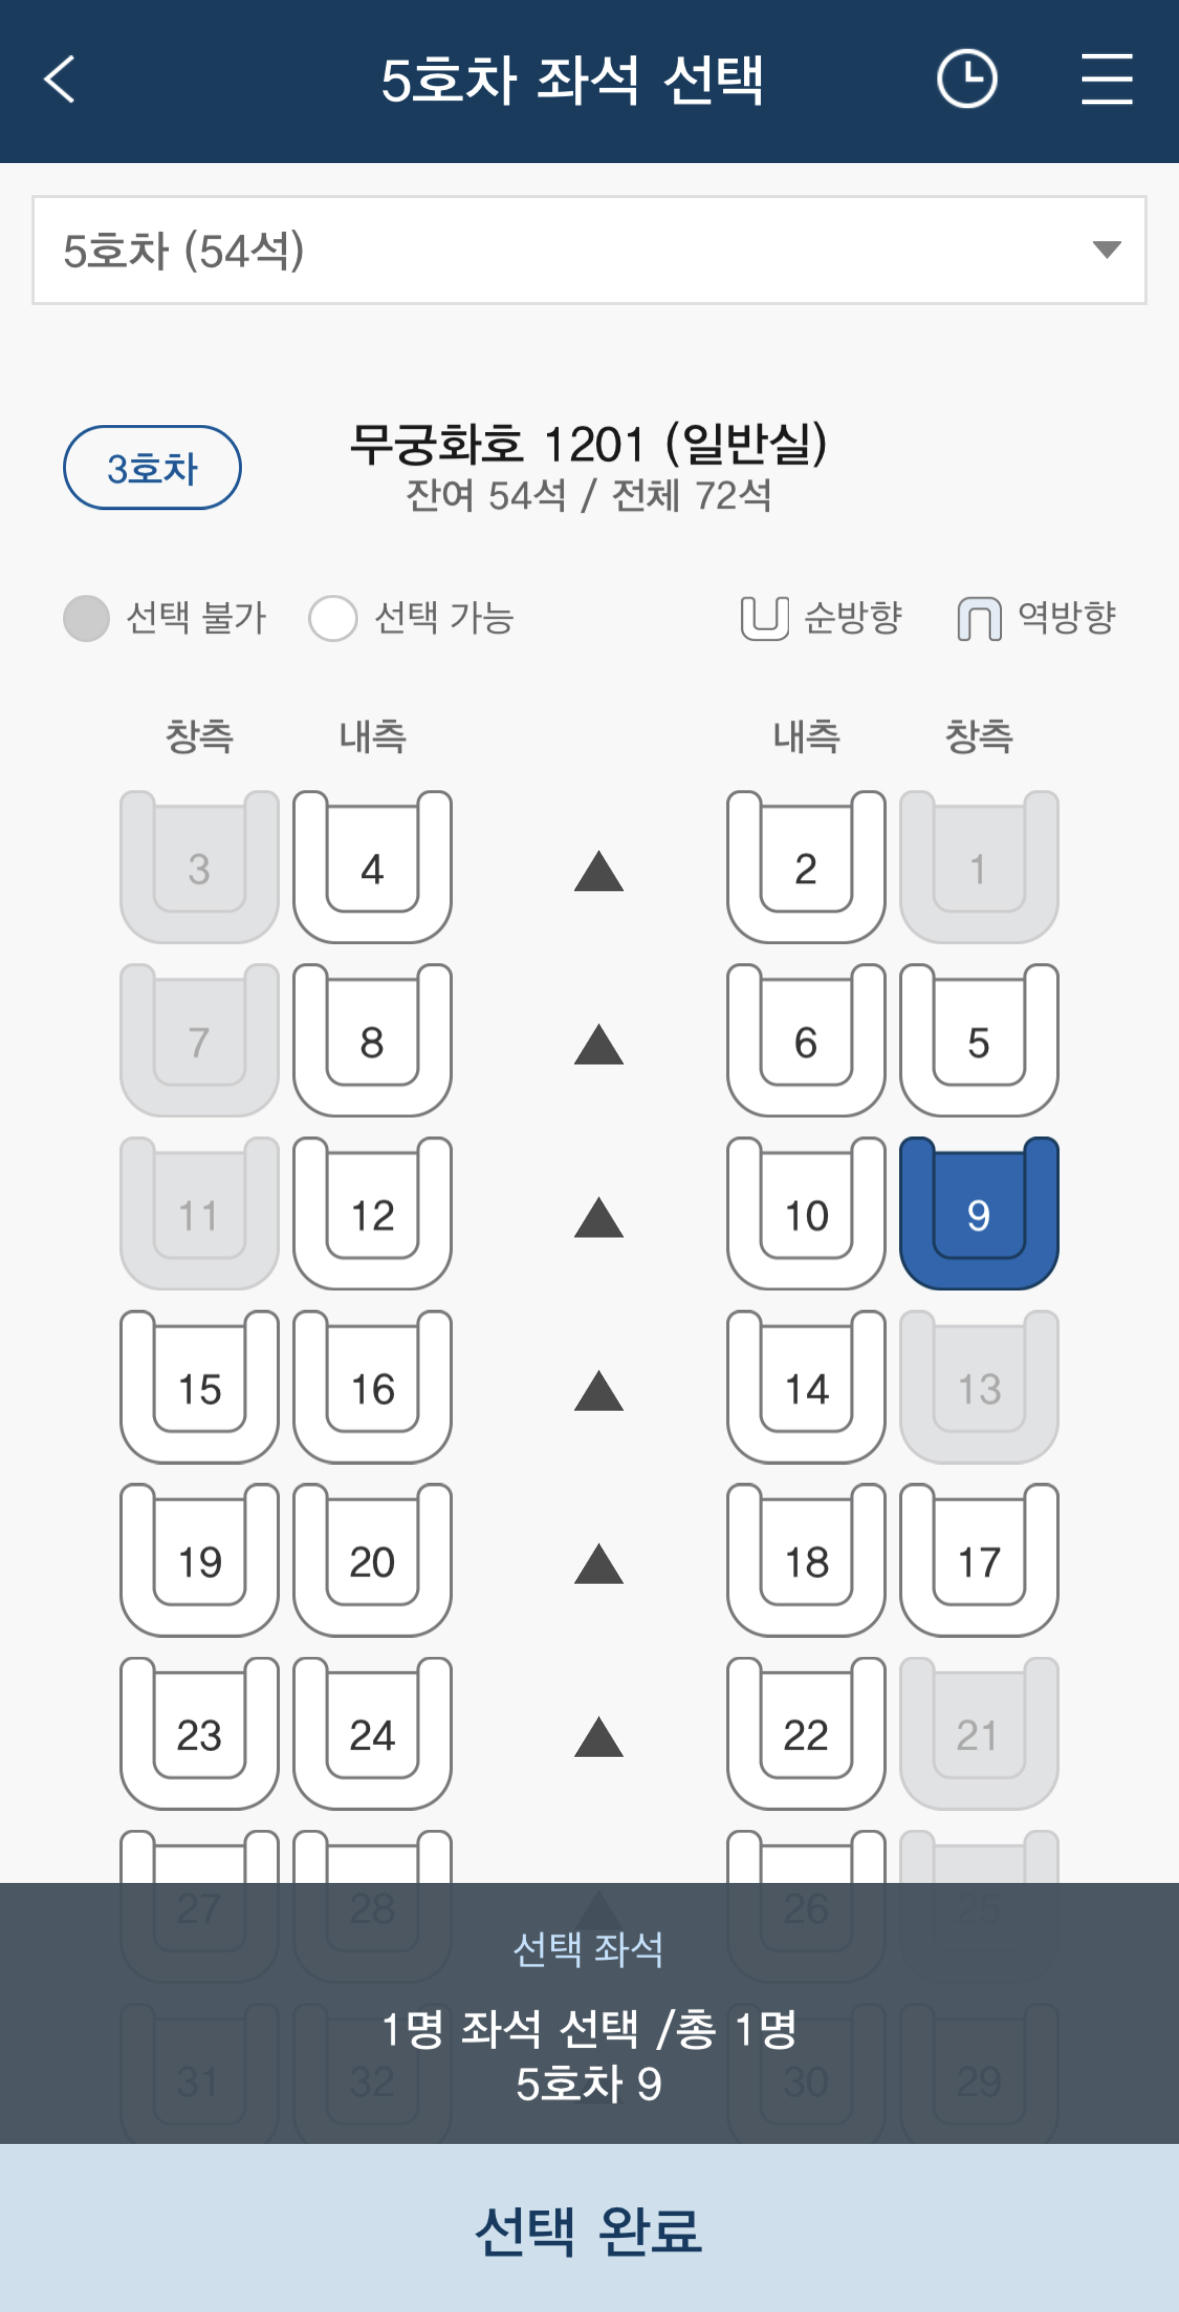 5호차 좌석 선택
5호차 (54석)
3호차
무궁화호 1201 (일반실)
잔여 54석 / 전체 72석
선택 불가 선택 가능 순방향 역방향
창측 내측 내측 창측
3 4 2 1
7 8 6 5
11 12 10 9
15 16 14 13
19 20 18 17
23 24 22 21
27 28 26 25
선택 좌석
1명 좌석 선택 /총 1명
31 32 30 29
5호차 9
선택 완료